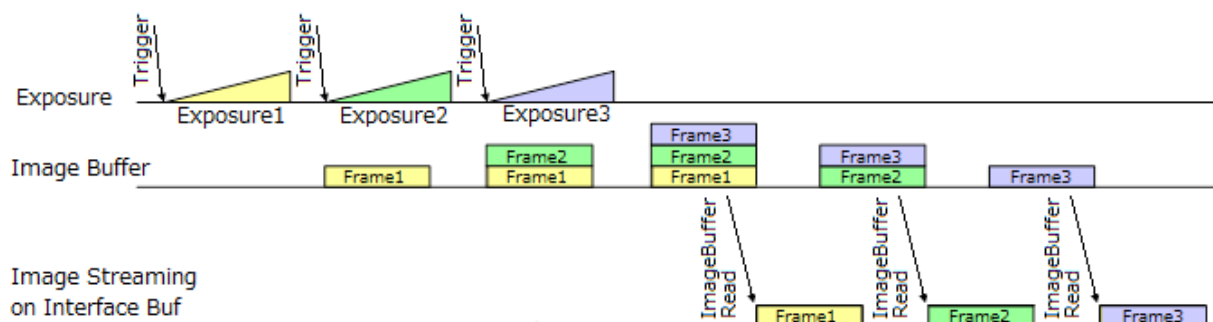 Trigger
Trigger
Trigger
Exposure
Exposure1
Exposure2
Exposure3
Image Buffer
Frame1
Frame2
Frame1
Frame3
Frame2
Frame1
Frame3
Frame2
Frame3
ImageBuffer
Read
ImageBuffer
Read
ImageBuffer
Read
Image Streaming
on Interface Buf
Frame1
Frame2
Frame3